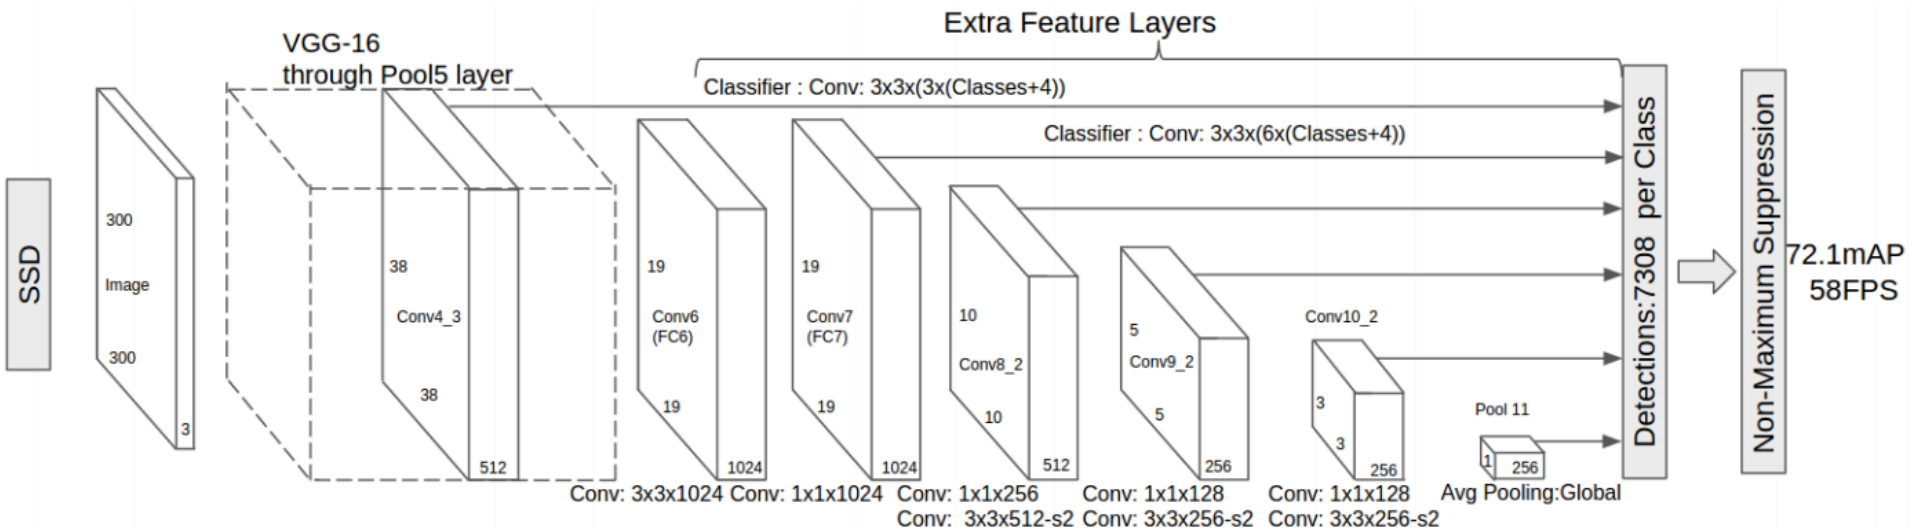 Extra Feature Layers
VGG-16
through Pool5 layer
Classifier : Conv: 3x3x(3x(Classes+4))
Classifier : Conv: 3x3x(6x(Classes+4))
SSD
300
Image
300
3
38
Conv4_3
38
512
19
Conv6
(FC6)
19
1024
19
Conv7
(FC7)
19
1024
10
Conv8_2
10
512
5
Conv9_2
5
256
Conv10_2
3
3
256
Pool 11
1
256
Conv: 3x3x1024
Conv: 1x1x1024
Conv: 1x1x256
Conv: 3x3x512-s2
Conv: 1x1x128
Conv: 3x3x256-s2
Conv: 1x1x128
Conv: 3x3x256-s2
Avg Pooling:Global
Detections:7308 per Class
Non-Maximum Suppression
72.1mAP
58FPS